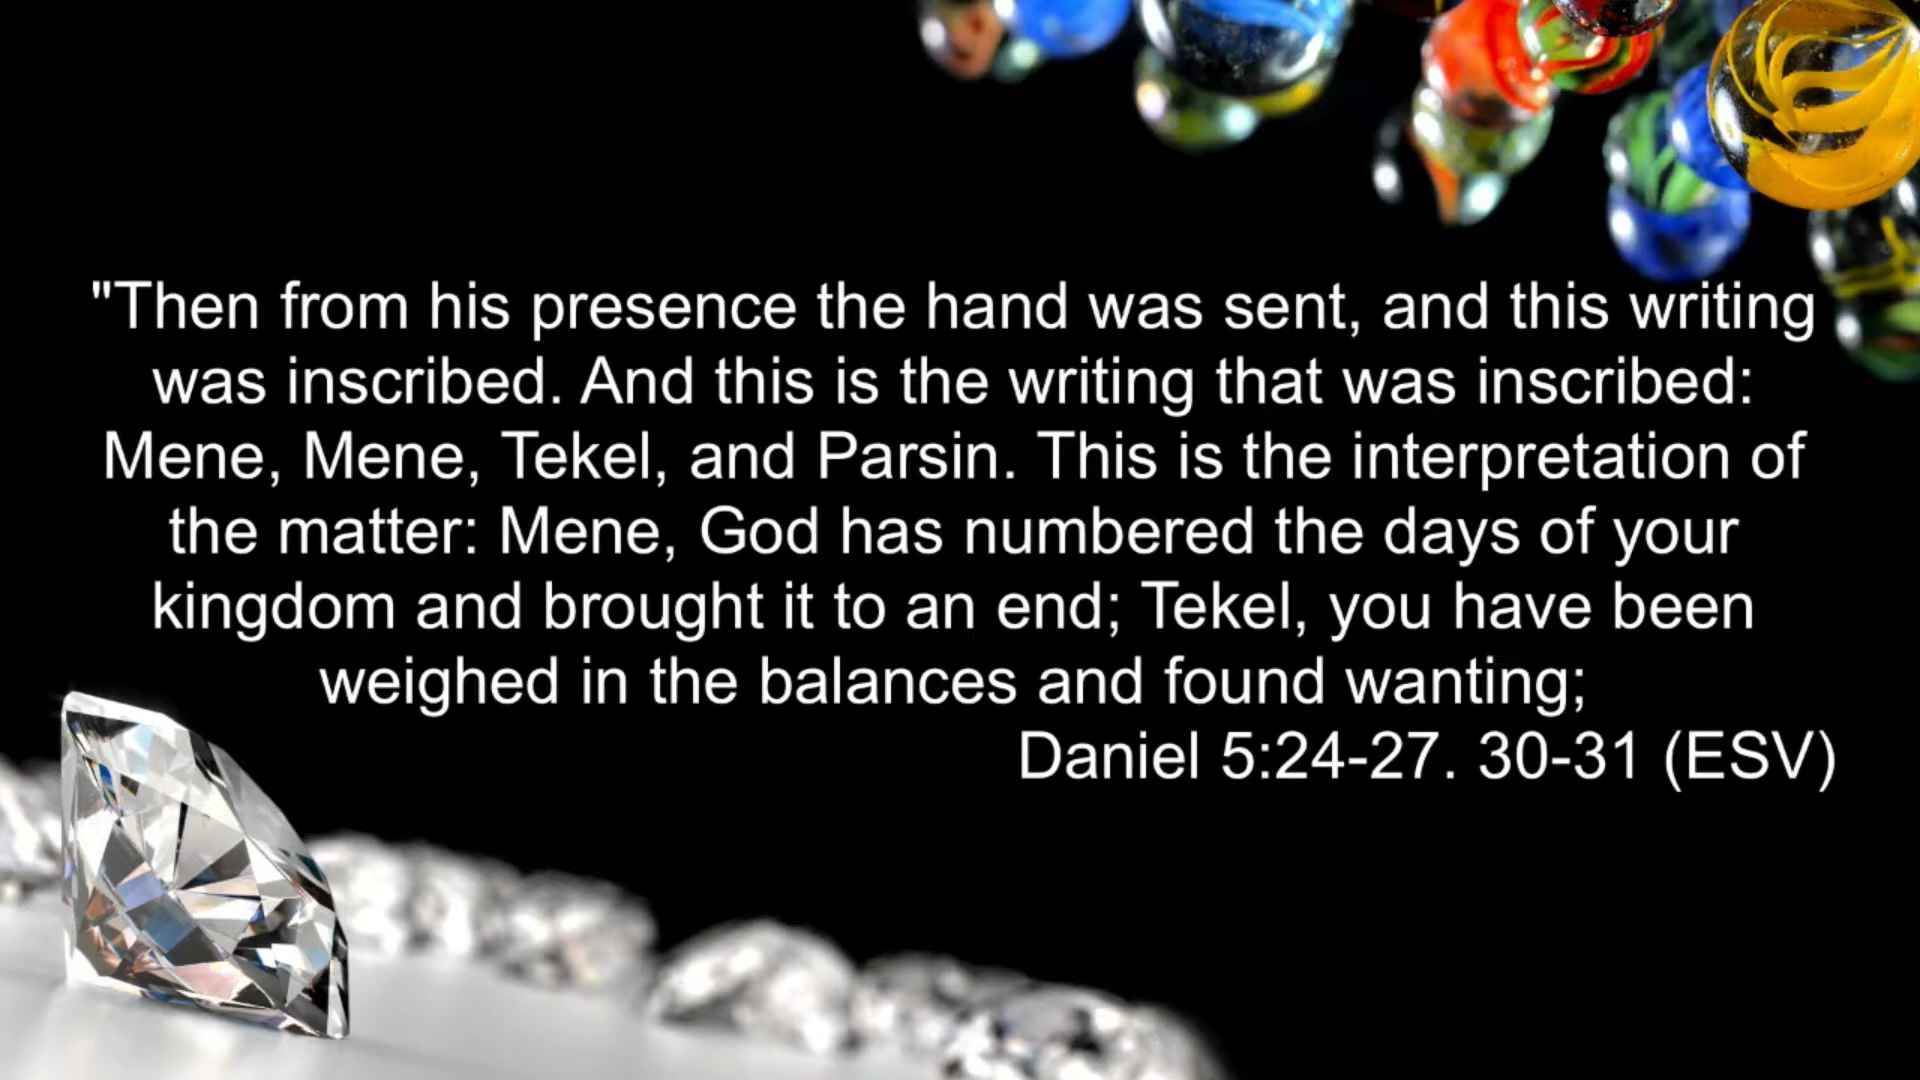 "Then from his presence the hand was sent, and this writing
was inscribed. And this is the writing that was inscribed:
Mene, Mene, Tekel, and Parsin. This is the interpretation of
the matter: Mene, God has numbered the days of your
kingdom and brought it to an end; Tekel, you have been
weighed in the balances and found wanting;
Daniel 5:24-27. 30-31 (ESV)